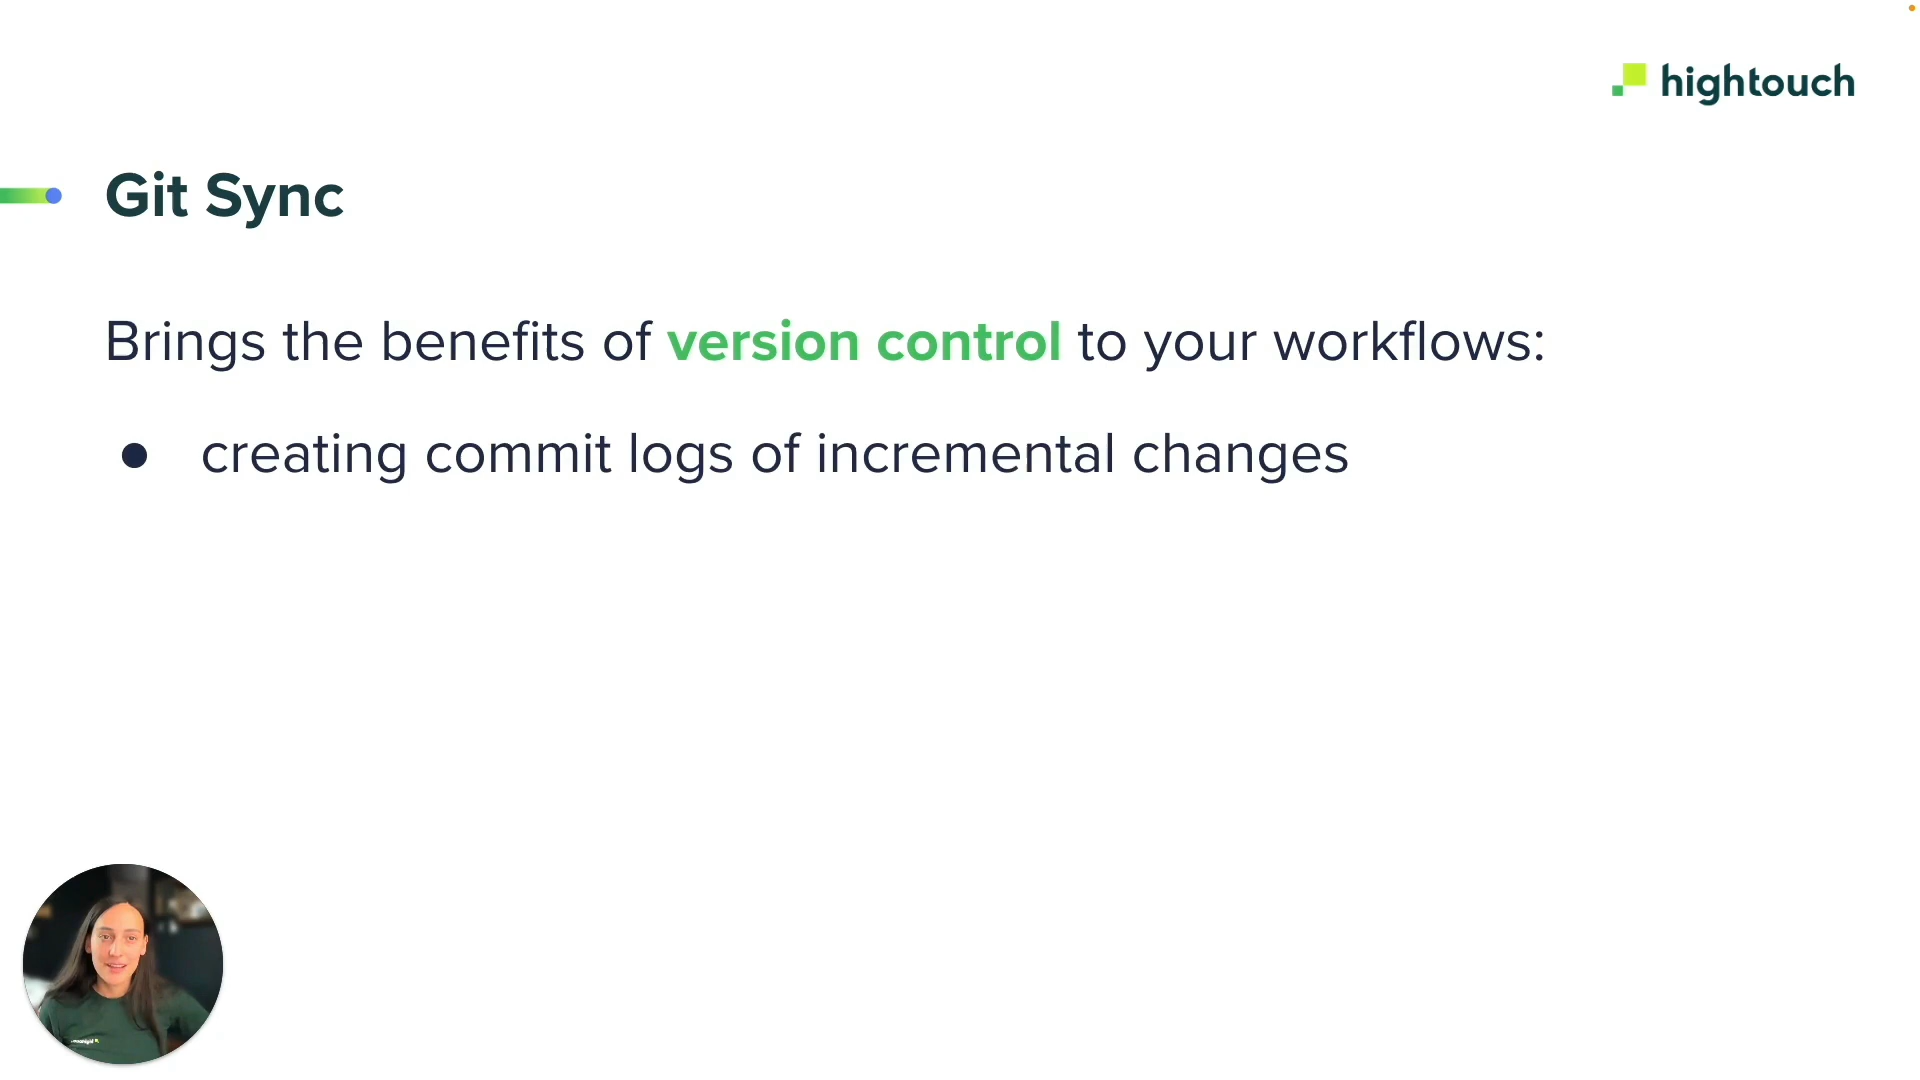 hightouch
Git Sync
Brings the benefits of version control to your workflows:
● creating commit logs of incremental changes